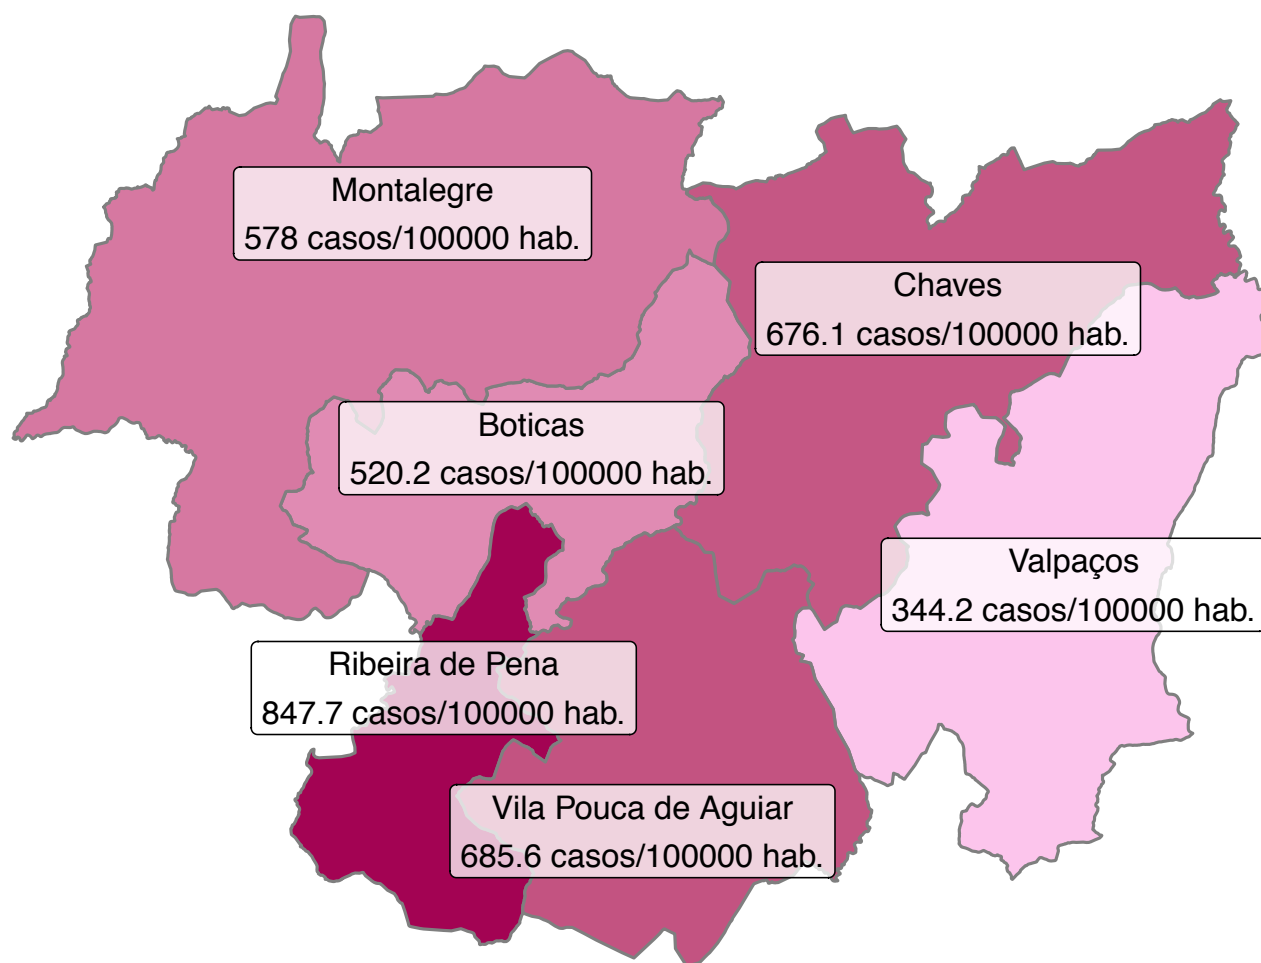 Montalegre
578 casos/100000 hab.
Chaves
676.1 casos/100000 hab.
Boticas
520.2 casos/100000 hab.
Valpaços
344.2 casos/100000 hab.
Ribeira de Pena
847.7 casos/100000 hab.
Vila Pouca de Aguiar
685.6 casos/100000 hab.